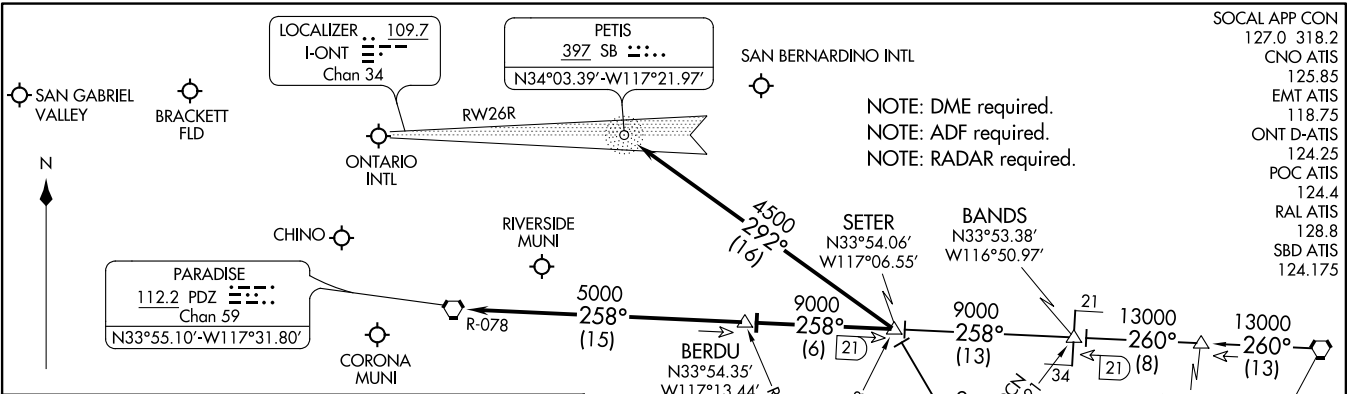 SOCAL APP CON
127.0 318.2
CNO ATIS
125.85
EMT ATIS
118.75
ONT D-ATIS
124.25
POC ATIS
124.4
RAL ATIS
128.8
SBD ATIS
124.175
LOCALIZER 109.7
I-ONT
Chan 34
PETIS
397 SB
N34°03.39'-W117°21.97'
SAN BERNARDINO INTL
SAN GABRIEL
VALLEY
BRACKETT
FLD
RW26R
ONTARIO
INTL
NOTE: DME required.
NOTE: ADF required.
NOTE: RADAR required.
N
CHINO
RIVERSIDE
MUNI
4500
292°
(16)
SETER
N33°54.06'
W117°06.55'
BANDS
N33°53.38'
W116°50.97'
PARADISE
112.2 PDZ
Chan 59
N33°55.10'-W117°31.80'
R-078
5000
258°
(15)
9000
258°
(6)
21
9000
258°
(13)
21
13000
260°
(8)
13000
260°
(13)
34
21
CORONA
MUNI
BERDU
N33°54.35'
W117°13.44'